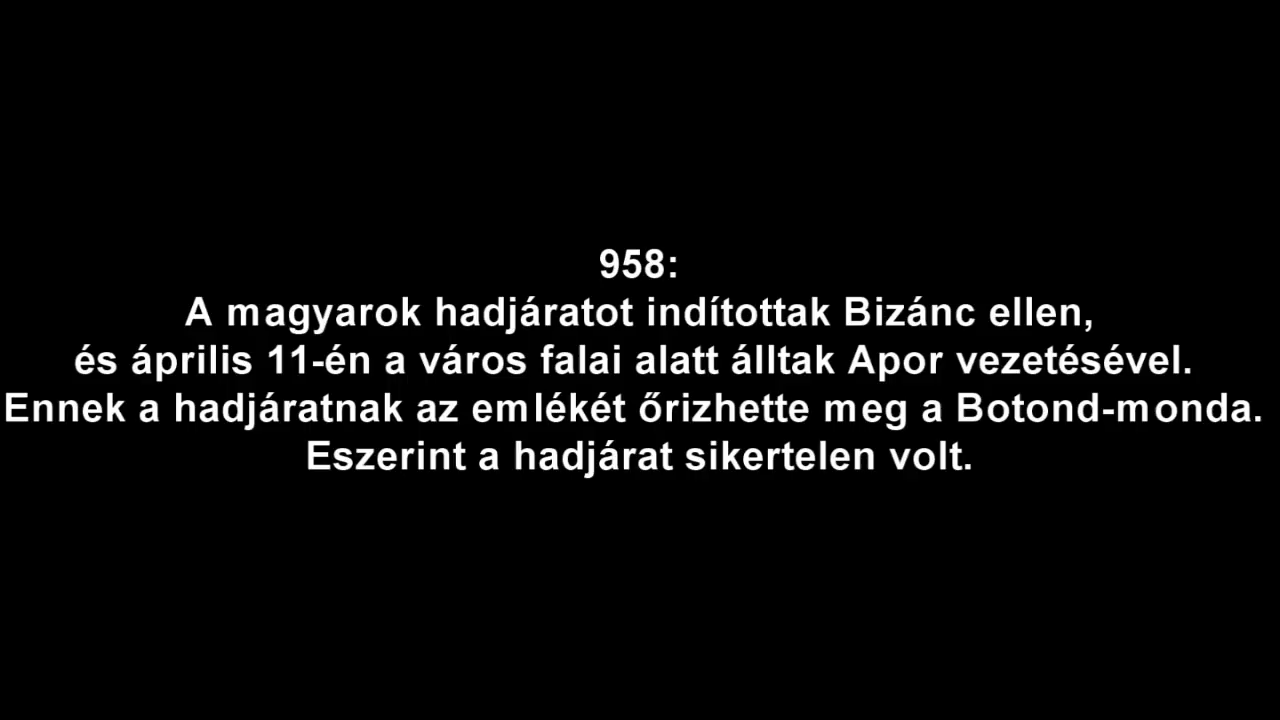 958:
A magyarok hadjáratot indítottak Bizánc ellen,
és április 11-én a város falai alatt álltak Apor vezetésével.
Ennek a hadjáratnak az emlékét őrizhette meg a Botond-monda.
Eszerint a hadjárat sikertelen volt.